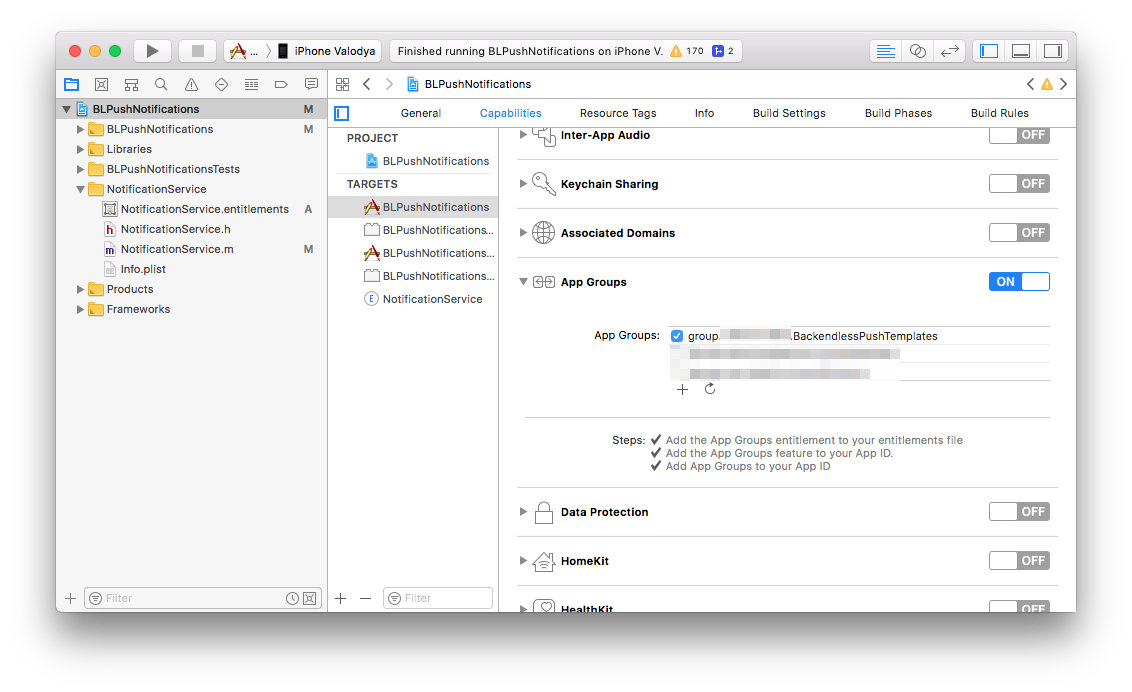 ... iPhone Valodya
Finished running BLPushNotifications on iPhone V. 170 2
BLPushNotifications
BLPushNotifications M
BLPushNotifications M
Libraries
BLPushNotificationsTests
NotificationService
NotificationService.entitlements A
h NotificationService.h
m NotificationService.m M
Info.plist
Products
Frameworks
Filter
General Capabilities Resource Tags Info Build Settings Build Phases Build Rules
PROJECT
BLPushNotifications
TARGETS
BLPushNotifications
BLPushNotifications...
BLPushNotifications...
BLPushNotifications...
E NotificationService
Filter
Inter-App Audio OFF
Keychain Sharing OFF
Associated Domains OFF
App Groups ON
App Groups: group. .BackendlessPushTemplates
Steps: Add the App Groups entitlement to your entitlements file
Add the App Groups feature to your App ID.
Add App Groups to your App ID
Data Protection OFF
HomeKit OFF
HealthKit OFF